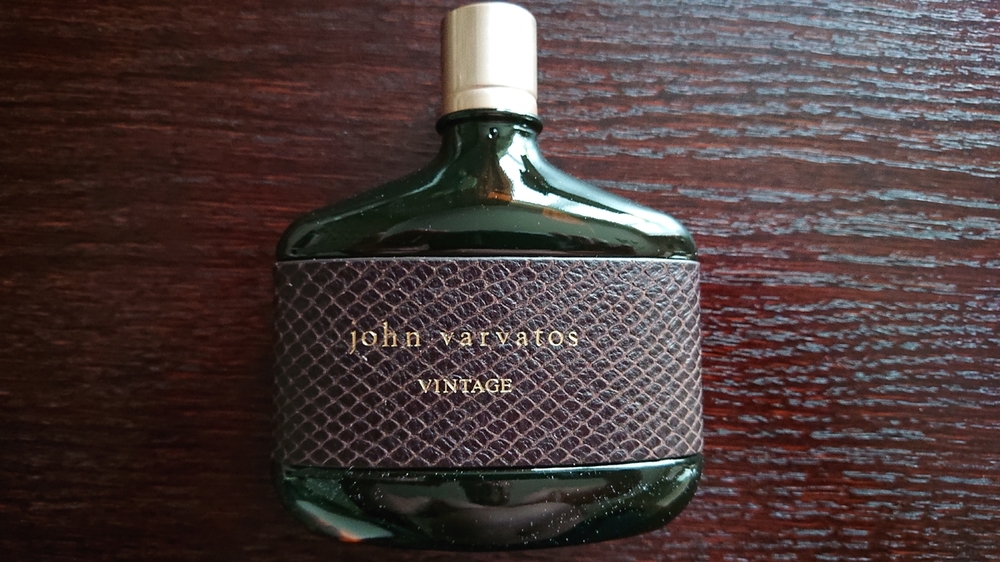 john varvatos
VINTAGE